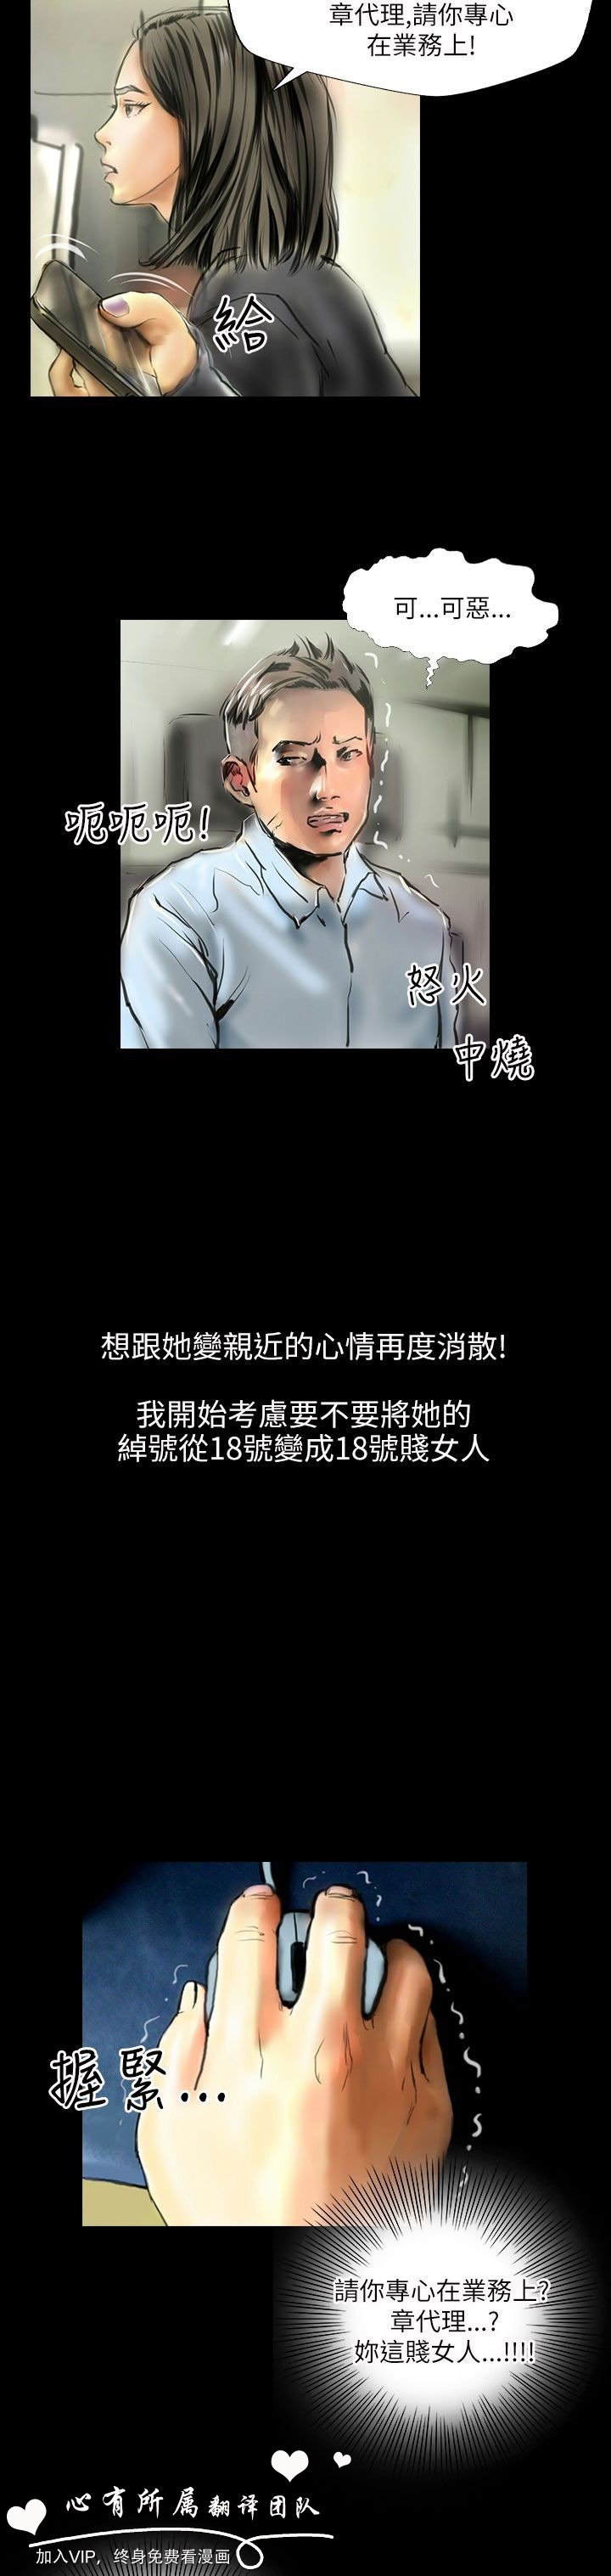 章代理,請你專心
在業務上!
給
可...可惡...
呃呃呃!
怒火
中燒
想跟她變親近的心情再度消散!
我開始考慮要不要將她的
綽號從18號變成18號賤女人
握緊...
請你專心在業務上?
章代理...?
妳這賤女人...!!!!
心有所属翻译团队
加入VIP，终身免费看漫画